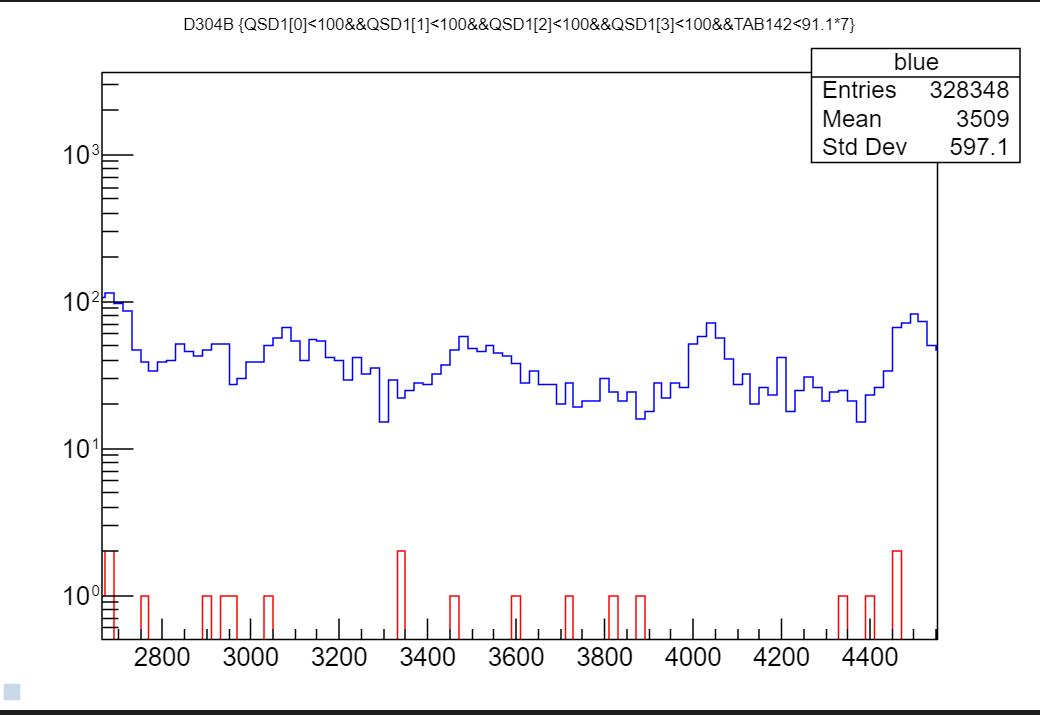 D304B {QSD1[0]<100&&QSD1[1]<100&&QSD1[2]<100&&QSD1[3]<100&&TAB142<91.1*7}
blue
Entries 328348
Mean 3509
Std Dev 597.1
10³
10²
10¹
10⁰
2800 3000 3200 3400 3600 3800 4000 4200 4400